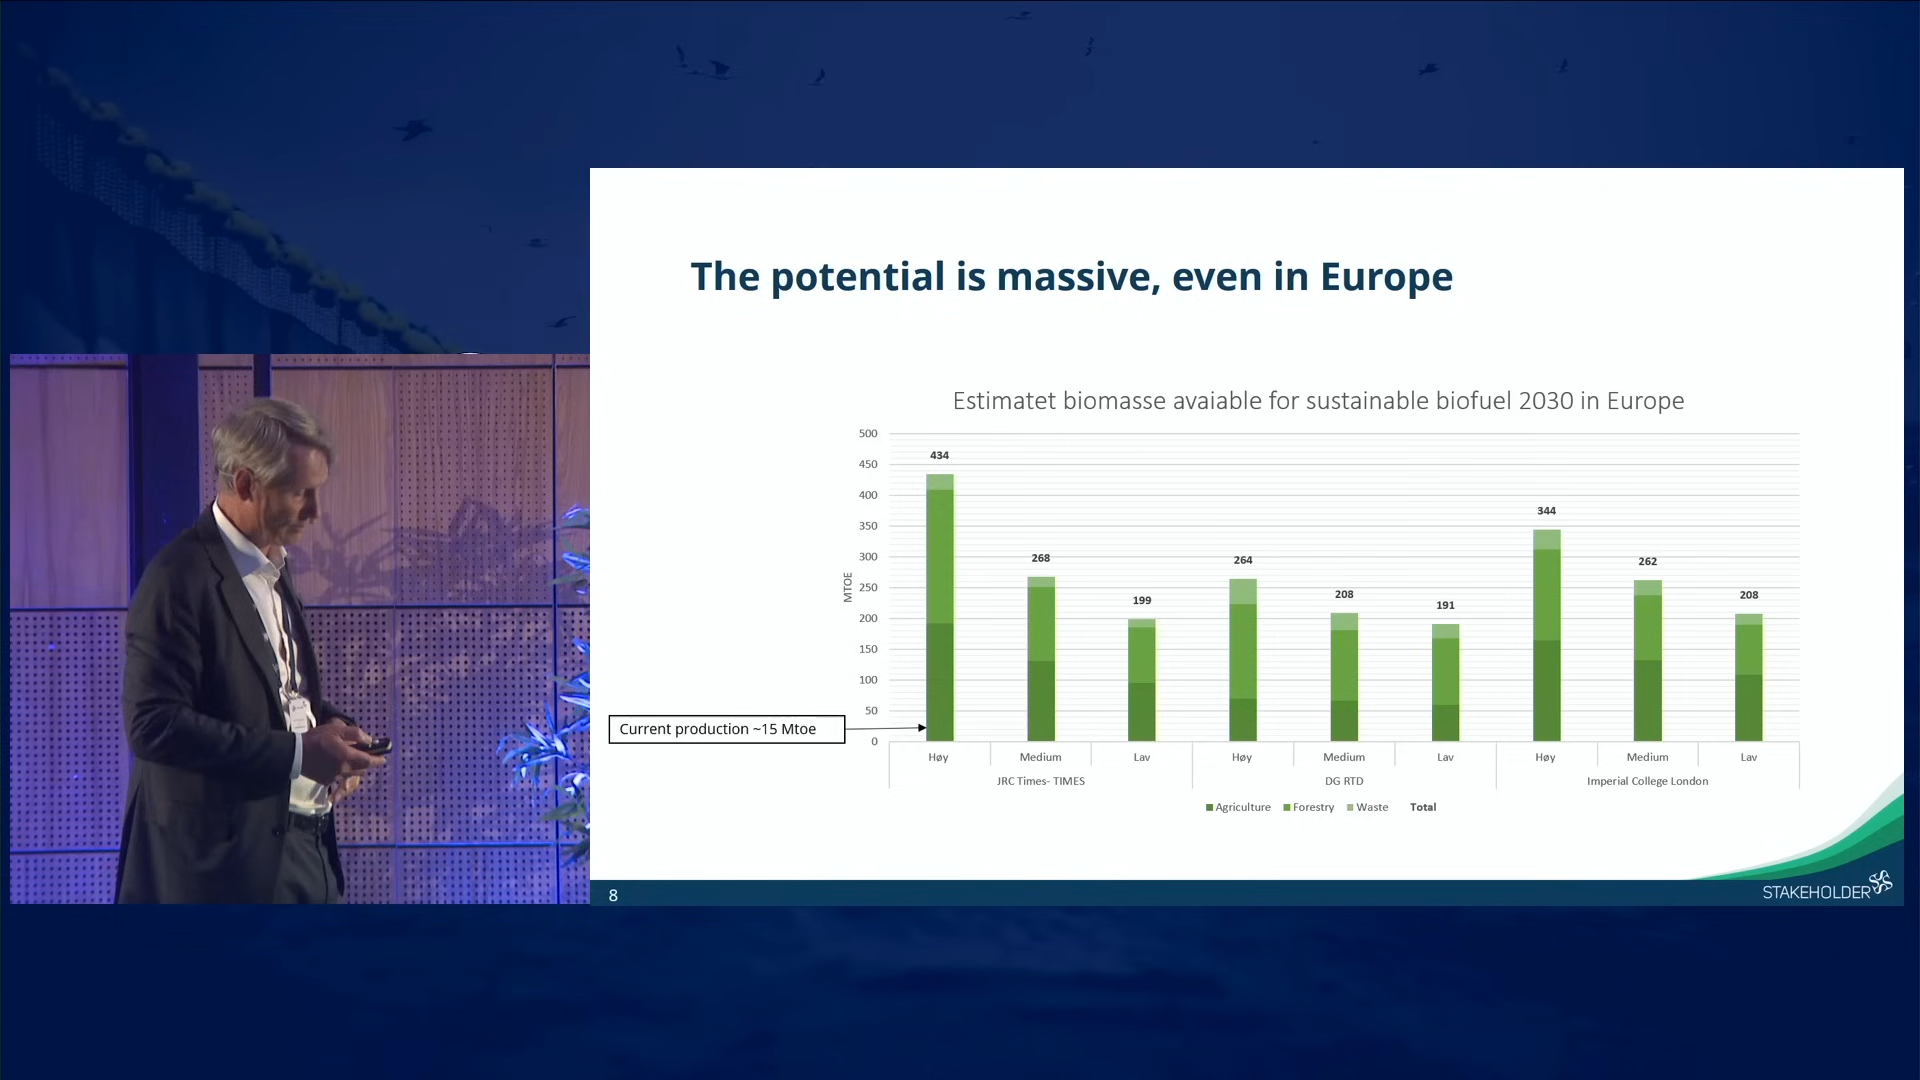 The potential is massive, even in Europe
Estimatet biomasse avaiable for sustainable biofuel 2030 in Europe
500
450
400
350
300
250
200
150
100
50
0
MTOE
434
268
199
264
208
191
344
262
208
Current production ~15 Mtoe
Høy Medium Lav Høy Medium Lav Høy Medium Lav
JRC Times- TIMES DG RTD Imperial College London
Agriculture Forestry Waste Total
8
STAKEHOLDER